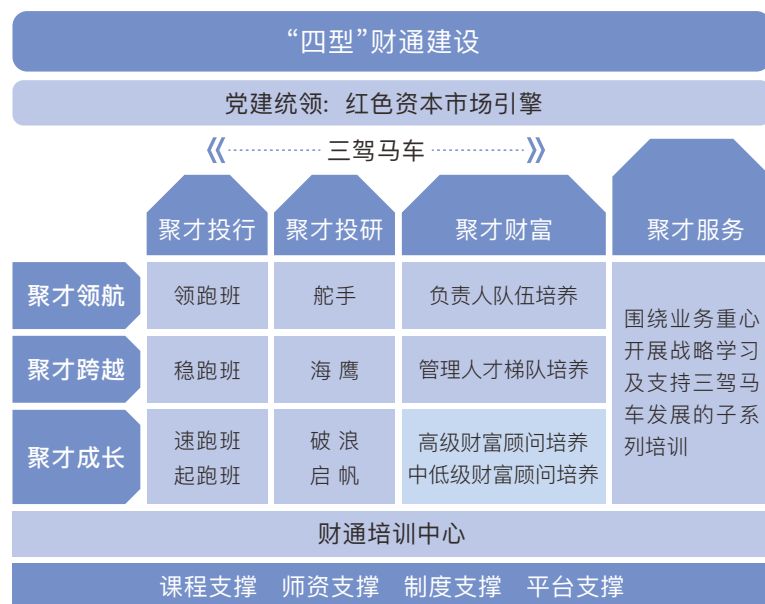 “四型”财通建设
党建统领: 红色资本市场引擎
三驾马车
聚才投行 聚才投研 聚才财富 聚才服务
聚才领航 领跑班 舵手 负责人队伍培养
聚才跨越 稳跑班 海 鹰 管理人才梯队培养
聚才成长
速跑班 破 浪 高级财富顾问培养
起跑班 启 帆 中低级财富顾问培养
围绕业务重心
开展战略学习
及支持三驾马
车发展的子系
列培训
财通培训中心
课程支撑 师资支撑 制度支撑 平台支撑